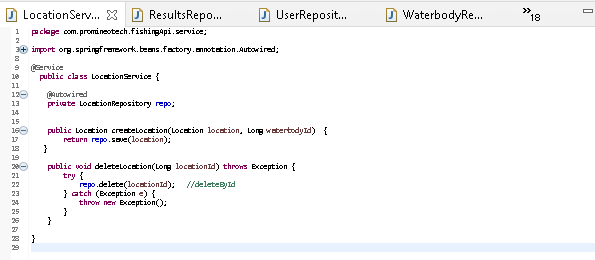 LocationServ...
ResultsRepo...
UserReposit...
WaterbodyRe...
»18
1 package com.promineotech.fishingApi.service;
2
3 import org.springframework.beans.factory.annotation.Autowired;
8
9 @Service
10 public class LocationService {
11
12 @Autowired
13 private LocationRepository repo;
14
15
16 public Location createLocation(Location location, Long waterbodyId) {
17 return repo.save(location);
18 }
19
20 public void deleteLocation(Long locationId) throws Exception {
21 try {
22 repo.delete(locationId); //deleteById
23 } catch (Exception e) {
24 throw new Exception();
25 }
26 }
27
28 }
29